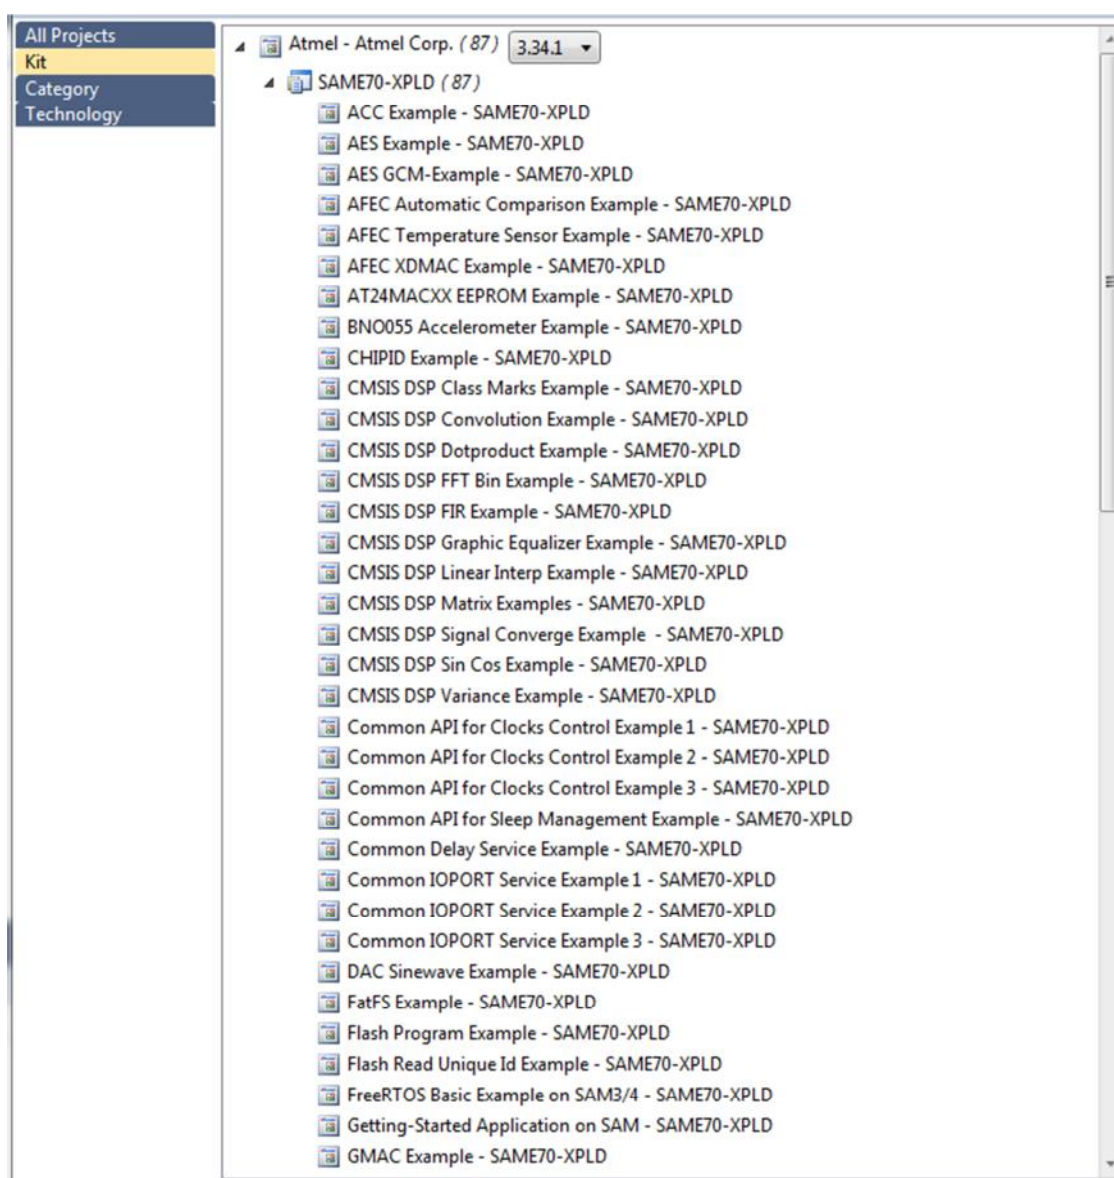 All Projects
Kit
Category
Technology
Atmel - Atmel Corp. (87) 3.34.1
SAME70-XPLD (87)
ACC Example - SAME70-XPLD
AES Example - SAME70-XPLD
AES GCM-Example - SAME70-XPLD
AFEC Automatic Comparison Example - SAME70-XPLD
AFEC Temperature Sensor Example - SAME70-XPLD
AFEC XDMAC Example - SAME70-XPLD
AT24MACXX EEPROM Example - SAME70-XPLD
BNO055 Accelerometer Example - SAME70-XPLD
CHIPID Example - SAME70-XPLD
CMSIS DSP Class Marks Example - SAME70-XPLD
CMSIS DSP Convolution Example - SAME70-XPLD
CMSIS DSP Dotproduct Example - SAME70-XPLD
CMSIS DSP FFT Bin Example - SAME70-XPLD
CMSIS DSP FIR Example - SAME70-XPLD
CMSIS DSP Graphic Equalizer Example - SAME70-XPLD
CMSIS DSP Linear Interp Example - SAME70-XPLD
CMSIS DSP Matrix Examples - SAME70-XPLD
CMSIS DSP Signal Converge Example - SAME70-XPLD
CMSIS DSP Sin Cos Example - SAME70-XPLD
CMSIS DSP Variance Example - SAME70-XPLD
Common API for Clocks Control Example 1 - SAME70-XPLD
Common API for Clocks Control Example 2 - SAME70-XPLD
Common API for Clocks Control Example 3 - SAME70-XPLD
Common API for Sleep Management Example - SAME70-XPLD
Common Delay Service Example - SAME70-XPLD
Common IOPORT Service Example 1 - SAME70-XPLD
Common IOPORT Service Example 2 - SAME70-XPLD
Common IOPORT Service Example 3 - SAME70-XPLD
DAC Sinewave Example - SAME70-XPLD
FatFS Example - SAME70-XPLD
Flash Program Example - SAME70-XPLD
Flash Read Unique Id Example - SAME70-XPLD
FreeRTOS Basic Example on SAM3/4 - SAME70-XPLD
Getting-Started Application on SAM - SAME70-XPLD
GMAC Example - SAME70-XPLD